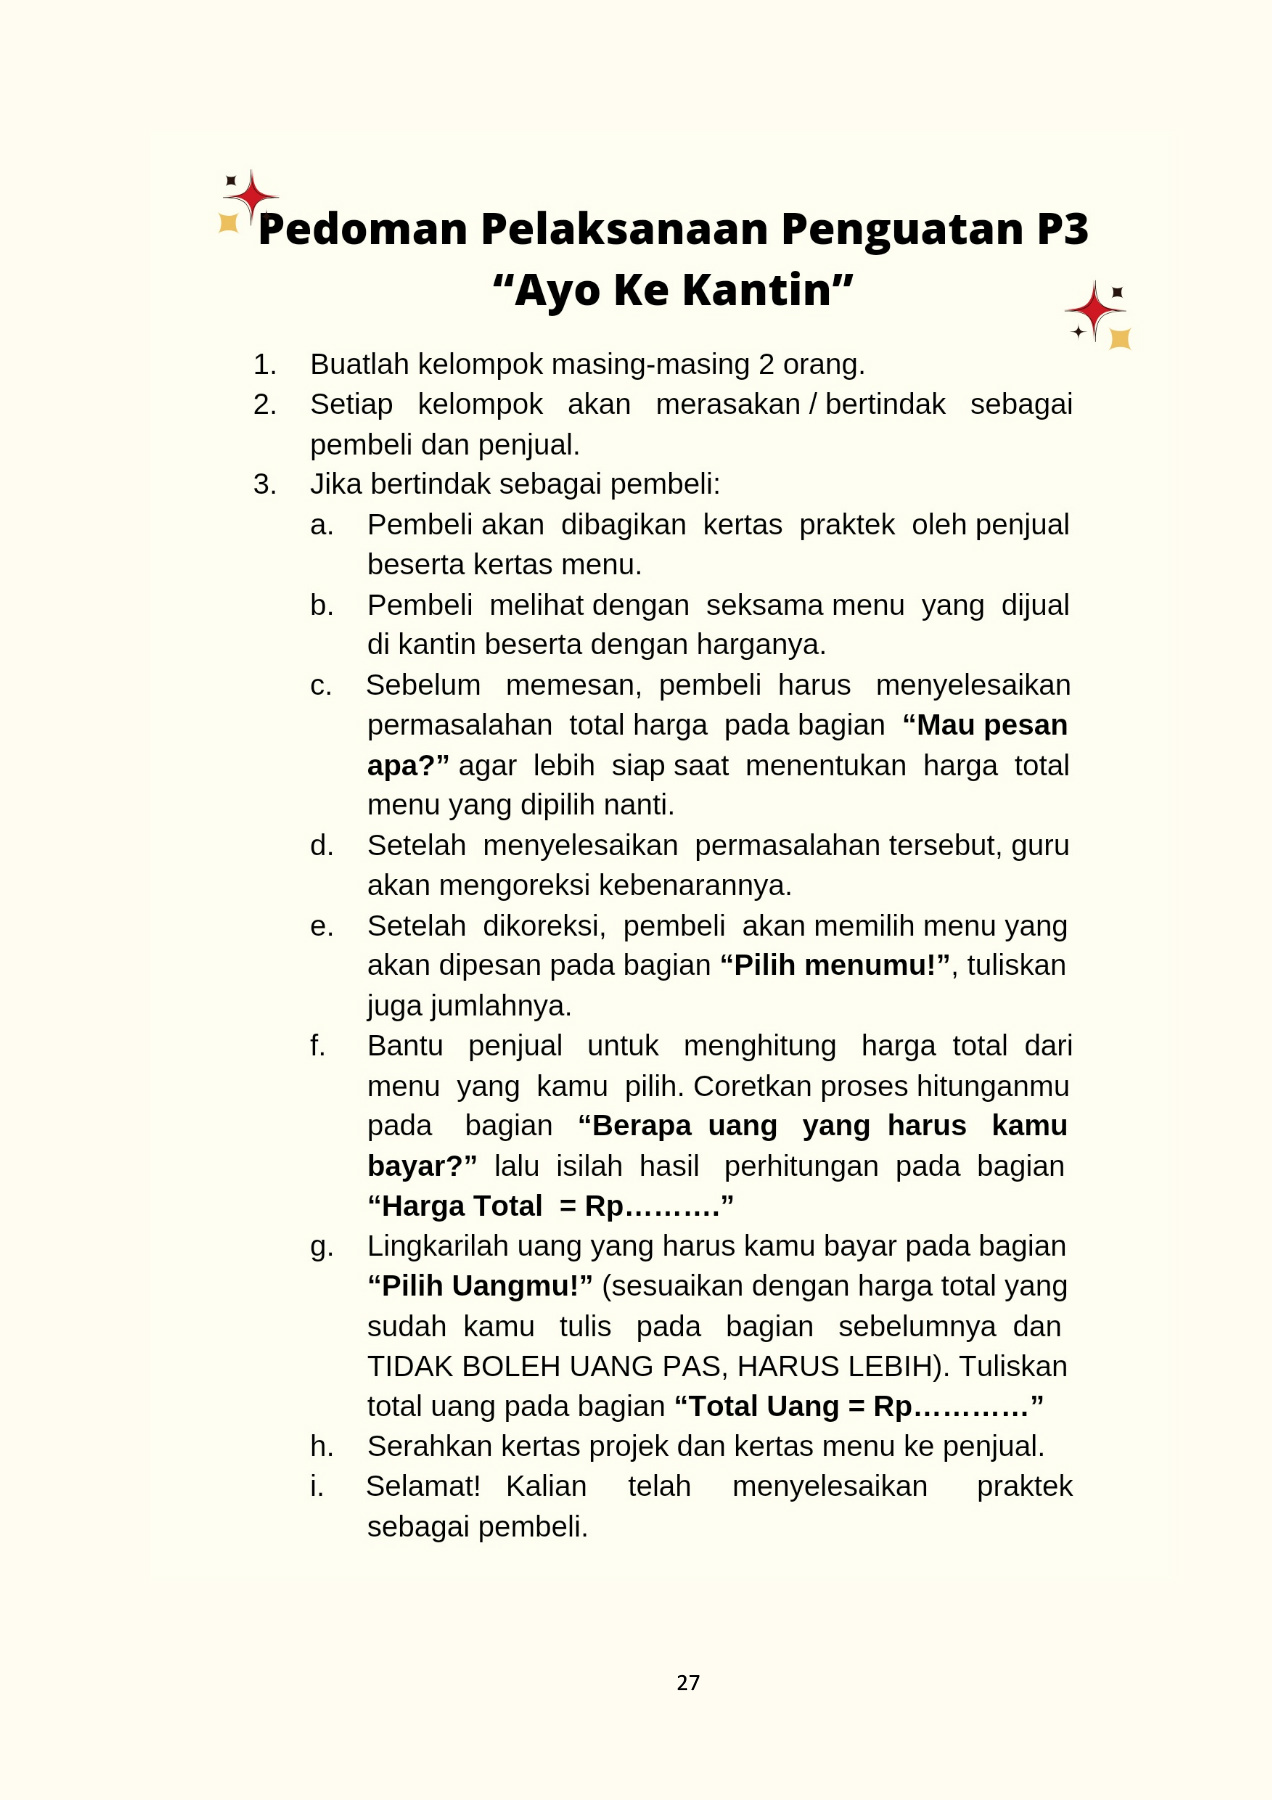 Pedoman Pelaksanaan Penguatan P3
“Ayo Ke Kantin”
1. Buatlah kelompok masing-masing 2 orang.
2. Setiap kelompok akan merasakan / bertindak sebagai
pembeli dan penjual.
3. Jika bertindak sebagai pembeli:
a. Pembeli akan dibagikan kertas praktek oleh penjual
beserta kertas menu.
b. Pembeli melihat dengan seksama menu yang dijual
di kantin beserta dengan harganya.
c. Sebelum memesan, pembeli harus menyelesaikan
permasalahan total harga pada bagian “Mau pesan
apa?” agar lebih siap saat menentukan harga total
menu yang dipilih nanti.
d. Setelah menyelesaikan permasalahan tersebut, guru
akan mengoreksi kebenarannya.
e. Setelah dikoreksi, pembeli akan memilih menu yang
akan dipesan pada bagian “Pilih menumu!”, tuliskan
juga jumlahnya.
f. Bantu penjual untuk menghitung harga total dari
menu yang kamu pilih. Coretkan proses hitunganmu
pada bagian “Berapa uang yang harus kamu
bayar?” lalu isilah hasil perhitungan pada bagian
“Harga Total = Rp……….”
g. Lingkarilah uang yang harus kamu bayar pada bagian
“Pilih Uangmu!” (sesuaikan dengan harga total yang
sudah kamu tulis pada bagian sebelumnya dan
TIDAK BOLEH UANG PAS, HARUS LEBIH). Tuliskan
total uang pada bagian “Total Uang = Rp…………”
h. Serahkan kertas projek dan kertas menu ke penjual.
i. Selamat! Kalian telah menyelesaikan praktek
sebagai pembeli.
27